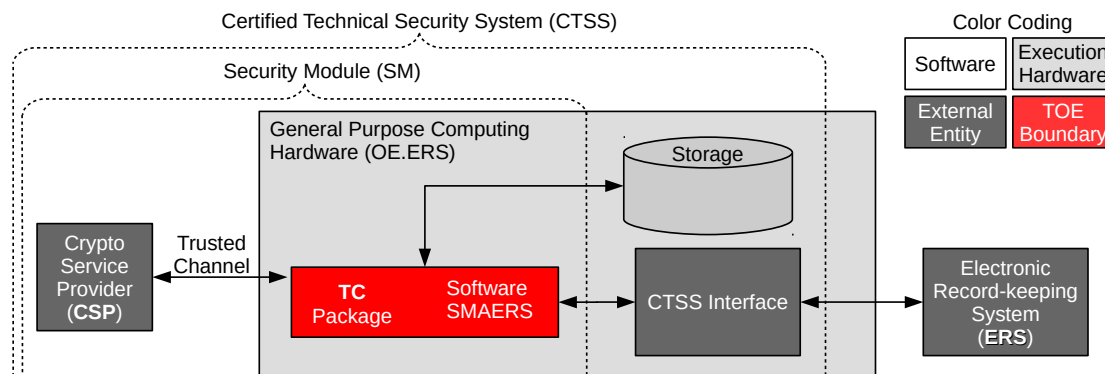 Certified Technical Security System (CTSS)
Color Coding
Software
Execution
Hardware
External
Entity
TOE
Boundary
Security Module (SM)
General Purpose Computing
Hardware (OE.ERS)
Storage
Crypto
Service
Provider
(CSP)
Trusted
Channel
TC
Package
Software
SMAERS
CTSS Interface
Electronic
Record-keeping
System
(ERS)